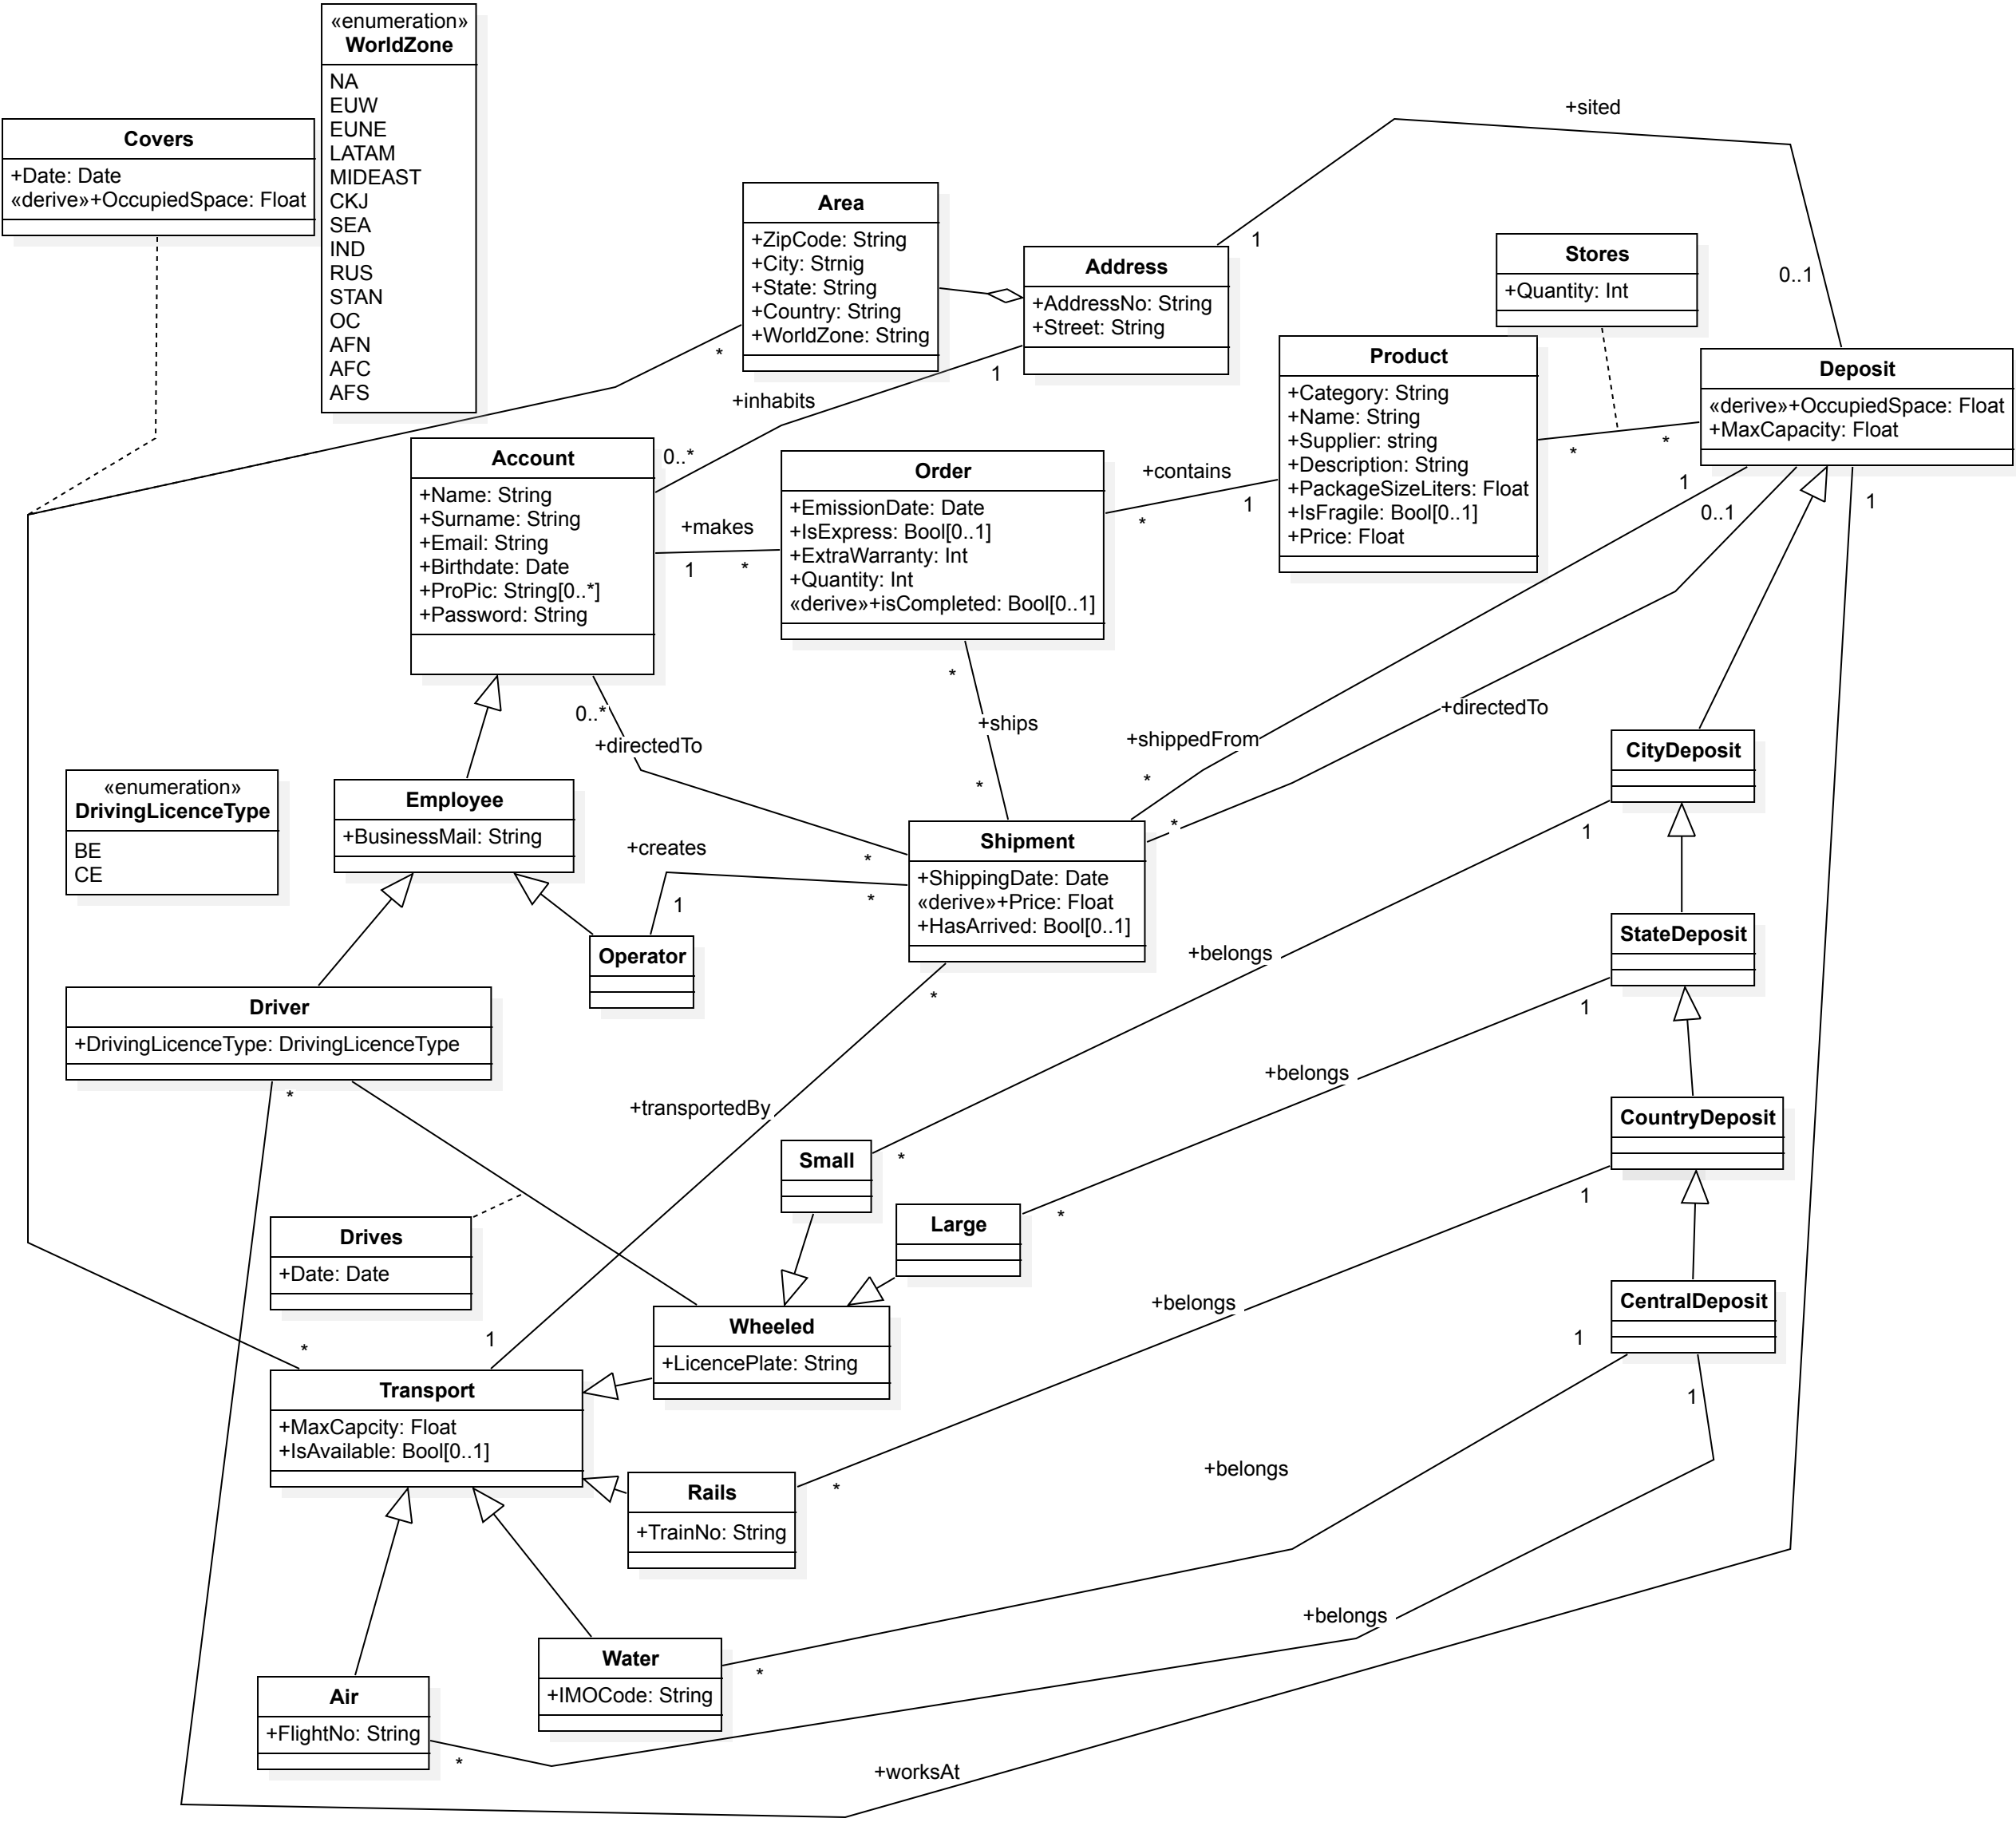 «enumeration»
WorldZone
NA
EUW
EUNE
LATAM
MIDEAST
CKJ
SEA
IND
RUS
STAN
OC
AFN
AFC
AFS
Covers
+Date: Date
«derive»+OccupiedSpace: Float
+sited
1
0..1
Area
+ZipCode: String
+City: Strnig
+State: String
+Country: String
+WorldZone: String
*
Address
+AddressNo: String
+Street: String
1
+inhabits
0..*
Stores
+Quantity: Int
Product
+Category: String
+Name: String
+Supplier: string
+Description: String
+PackageSizeLiters: Float
+IsFragile: Bool[0..1]
+Price: Float
*
*
Deposit
«derive»+OccupiedSpace: Float
+MaxCapacity: Float
1
0..1
1
Account
+Name: String
+Surname: String
+Email: String
+Birthdate: Date
+ProPic: String[0..*]
+Password: String
+makes
1
*
Order
+EmissionDate: Date
+IsExpress: Bool[0..1]
+ExtraWarranty: Int
+Quantity: Int
«derive»+isCompleted: Bool[0..1]
+contains
*
1
*
+ships
*
0..*
+directedTo
*
+shippedFrom
*
+directedTo
*
CityDeposit
1
«enumeration»
DrivingLicenceType
BE
CE
Employee
+BusinessMail: String
+creates
1
*
Shipment
+ShippingDate: Date
«derive»+Price: Float
+HasArrived: Bool[0..1]
*
Operator
+belongs
StateDeposit
1
Driver
+DrivingLicenceType: DrivingLicenceType
*
+belongs
+transportedBy
CountryDeposit
1
Small
*
Large
*
Drives
+Date: Date
+belongs
CentralDeposit
1
1
Wheeled
+LicencePlate: String
1
*
Transport
+MaxCapcity: Float
+IsAvailable: Bool[0..1]
Rails
+TrainNo: String
*
+belongs
+belongs
Water
+IMOCode: String
*
Air
+FlightNo: String
*
+worksAt